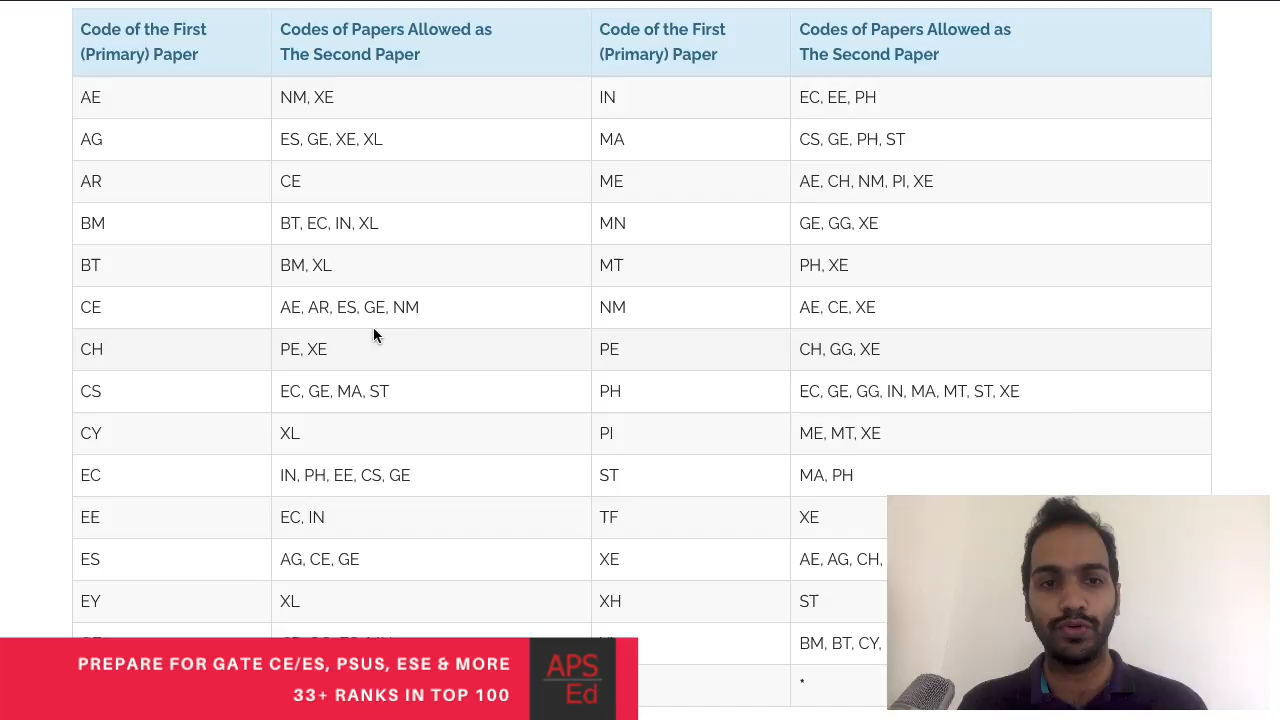 Code of the First (Primary) Paper | Codes of Papers Allowed as The Second Paper | Code of the First (Primary) Paper | Codes of Papers Allowed as The Second Paper
AE | NM, XE | IN | EC, EE, PH
AG | ES, GE, XE, XL | MA | CS, GE, PH, ST
AR | CE | ME | AE, CH, NM, PI, XE
BM | BT, EC, IN, XL | MN | GE, GG, XE
BT | BM, XL | MT | PH, XE
CE | AE, AR, ES, GE, NM | NM | AE, CE, XE
CH | PE, XE | PE | CH, GG, XE
CS | EC, GE, MA, ST | PH | EC, GE, GG, IN, MA, MT, ST, XE
CY | XL | PI | ME, MT, XE
EC | IN, PH, EE, CS, GE | ST | MA, PH
EE | EC, IN | TF | XE
ES | AG, CE, GE | XE | AE, AG, CH,
EY | XL | XH | ST
BM, BT, CY,
*
PREPARE FOR GATE CE/ES, PSUS, ESE & MORE
33+ RANKS IN TOP 100
APS
Ed